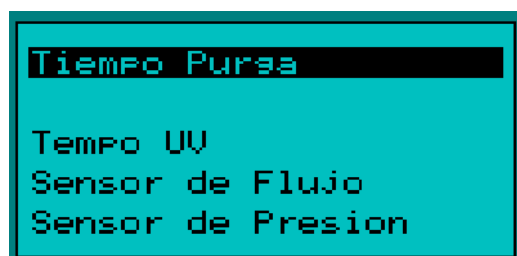 Tiempo Purga
Tempo UV
Sensor de Flujo
Sensor de Presion